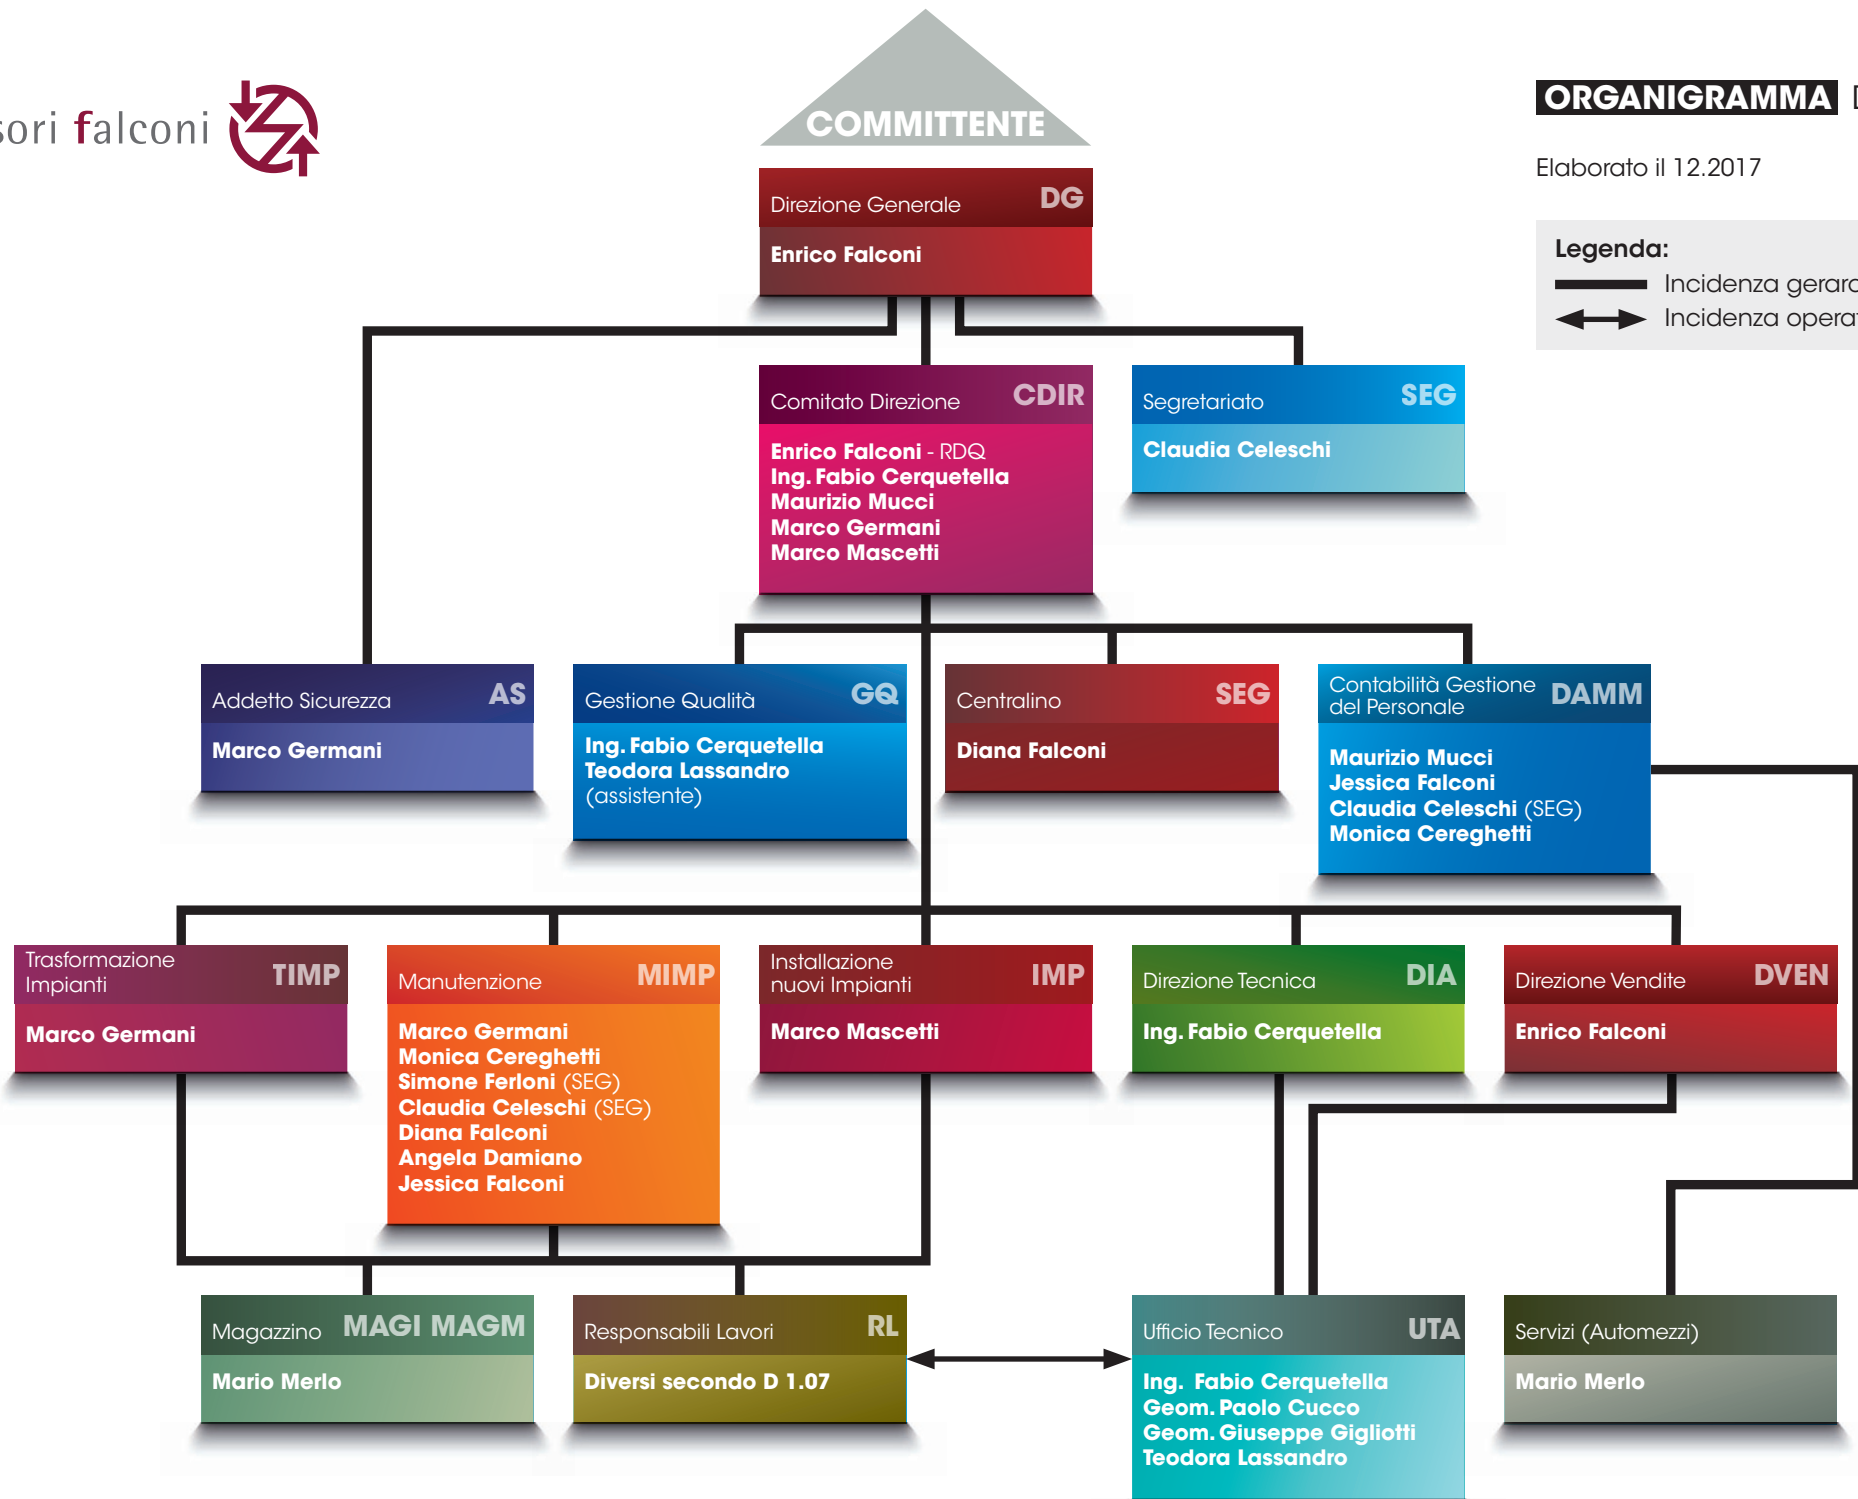 falconi
COMMITTENTE
ORGANIGRAMMA
Elaborato il 12.2017
Legenda:
Incidenza
Incidenza
Direzione Generale DG
Enrico Falconi
Comitato Direzione CDIR
Enrico Falconi - RDQ
Ing. Fabio Cerquetella
Maurizio Mucci
Marco Germani
Marco Mascetti
Segretariato SEG
Claudia Celeschi
Addetto Sicurezza AS
Marco Germani
Gestione Qualità GQ
Ing. Fabio Cerquetella
Teodora Lassandro
(assistente)
Centralino SEG
Diana Falconi
Contabilità Gestione
del Personale DAMM
Maurizio Mucci
Jessica Falconi
Claudia Celeschi (SEG)
Monica Cereghetti
Trasformazione
Impianti TIMP
Marco Germani
Manutenzione MIMP
Marco Germani
Monica Cereghetti
Simone Ferloni (SEG)
Claudia Celeschi (SEG)
Diana Falconi
Angela Damiano
Jessica Falconi
Installazione
nuovi Impianti IMP
Marco Mascetti
Direzione Tecnica DIA
Ing. Fabio Cerquetella
Direzione Vendite DVEN
Enrico Falconi
Magazzino MAGI MAGM
Mario Merlo
Responsabili Lavori RL
Diversi secondo D 1.07
Ufficio Tecnico UTA
Ing. Fabio Cerquetella
Geom. Paolo Cucco
Geom. Giuseppe Gigliotti
Teodora Lassandro
Servizi (Automezzi)
Mario Merlo